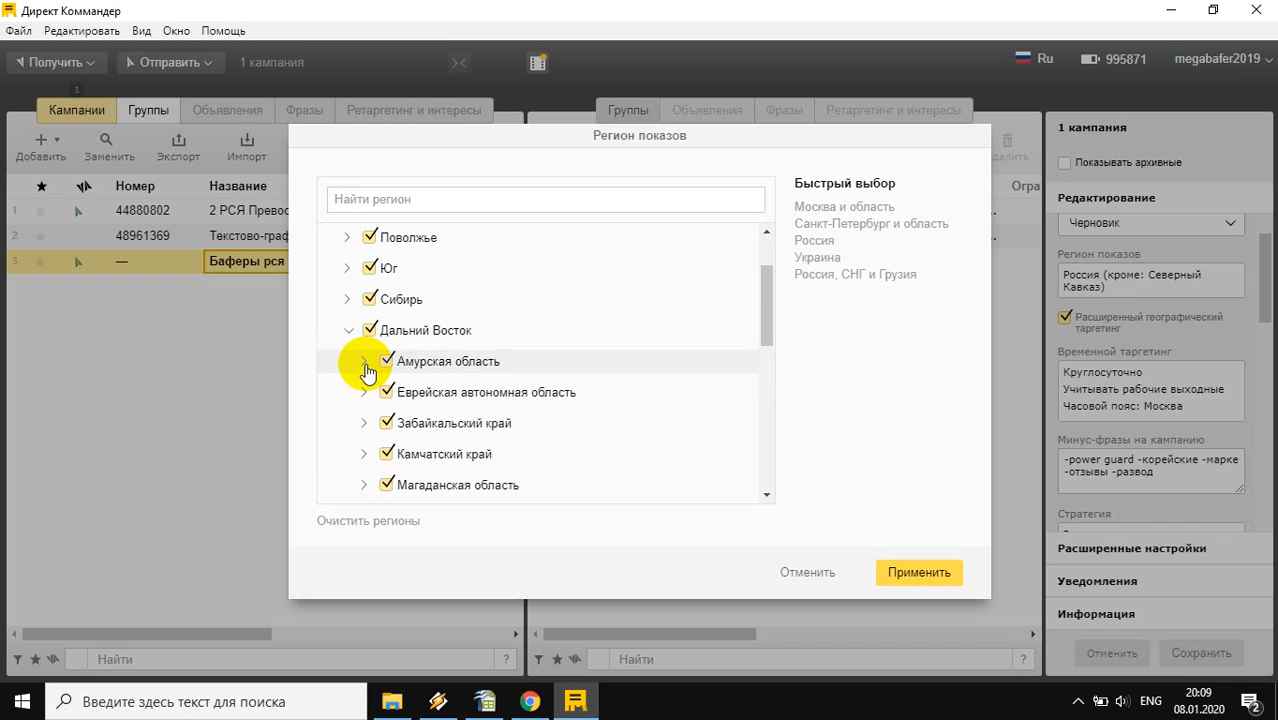 Директ Коммандер
Файл Редактировать Вид Окно Помощь
Получить Отправить 1 кампания Ru 995871 megabafer2019
1
Кампании Группы Объявления Фразы Ретаргетинг и интересы Группы Объявления Фразы Ретаргетинг и интересы
Добавить Заменить Экспорт Импорт
Номер Название Огра
1 44880802 2 РСЯ Превос
2 48961369 Текстово-граф
3 — Баферы рся
Регион показов
Найти регион
Поволжье
Юг
Сибирь
Дальний Восток
Амурская область
Еврейская автономная область
Забайкальский край
Камчатский край
Магаданская область
Очистить регионы
Быстрый выбор
Москва и область
Санкт-Петербург и область
Россия
Украина
Россия, СНГ и Грузия
Отменить Применить
1 кампания
Показывать архивные
Редактирование
Черновик
Регион показов
Россия (кроме: Северный
Кавказ)
Расширенный географический
таргетинг
Временной таргетинг
Круглосуточно
Учитывать рабочие выходные
Часовой пояс: Москва
Минус-фразы на кампанию
-power guard -корейские -марке
-отзывы -развод
Стратегия
Расширенные настройки
Уведомления
Информация
Отменить Сохранить
Найти ? Найти ?
Введите здесь текст для поиска
ENG
20:09
08.01.2020
2